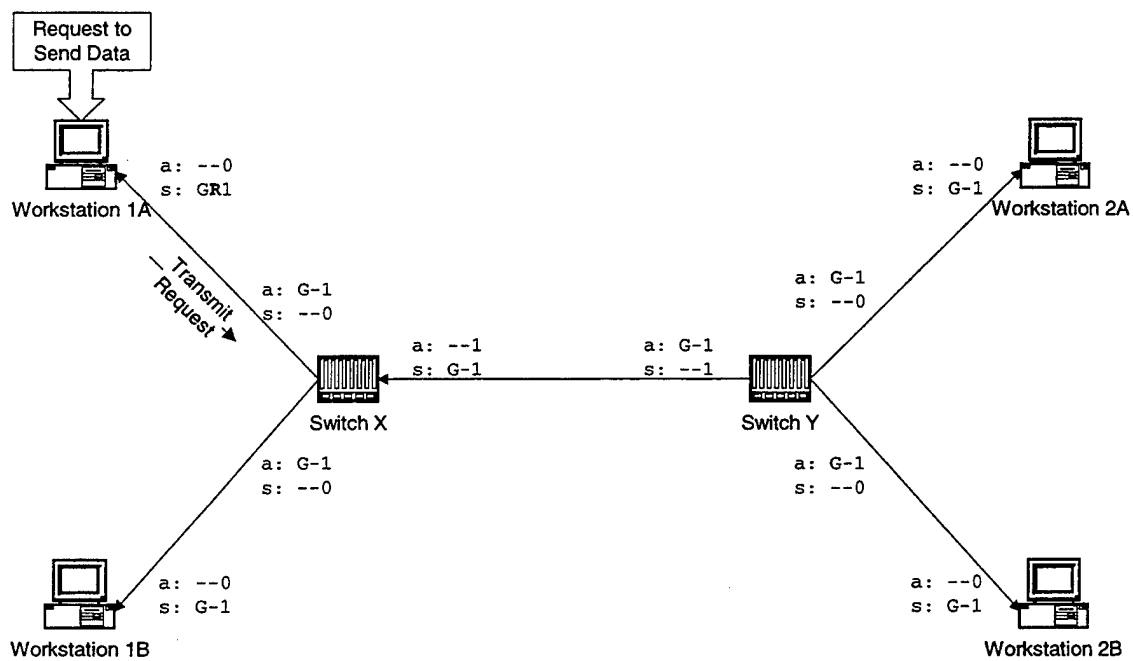 Request to
Send Data
a: --0
s: GR1
Workstation 1A
a: --0
s: G-1
Workstation 2A
Transmit
Request
a: G-1
s: --0
a: G-1
s: --0
a: --1
s: G-1
a: G-1
s: --1
Switch X
Switch Y
a: G-1
s: --0
a: G-1
s: --0
a: --0
s: G-1
Workstation 1B
a: --0
s: G-1
Workstation 2B